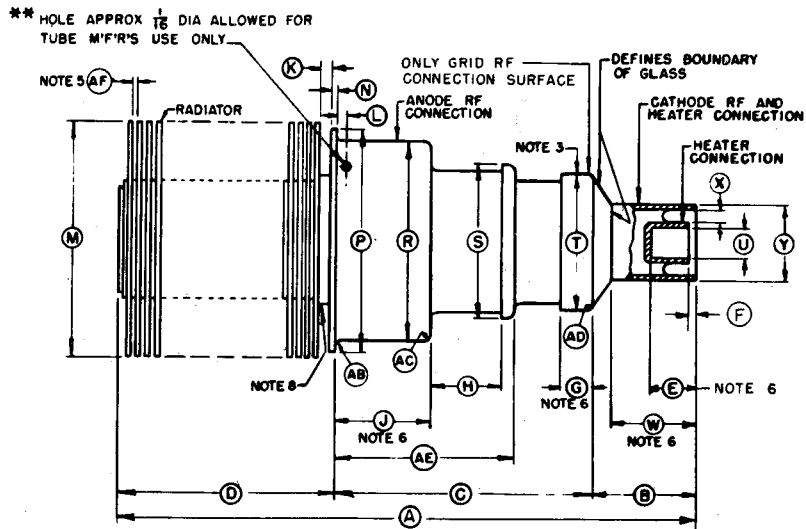 ** HOLE APPROX 1/16 DIA ALLOWED FOR
TUBE M'F'R'S USE ONLY
K
ONLY GRID RF
CONNECTION SURFACE
DEFINES BOUNDARY
OF GLASS
NOTE 5 AF
N
RADIATOR
L
ANODE RF
CONNECTION
CATHODE RF AND
HEATER CONNECTION
NOTE 3
HEATER
CONNECTION
X
M
P
R
S
T
U
Y
F
AB
AC
AD
NOTE 8
H
G
NOTE 6
E
NOTE 6
J
NOTE 6
W
NOTE 6
AE
D
C
B
A